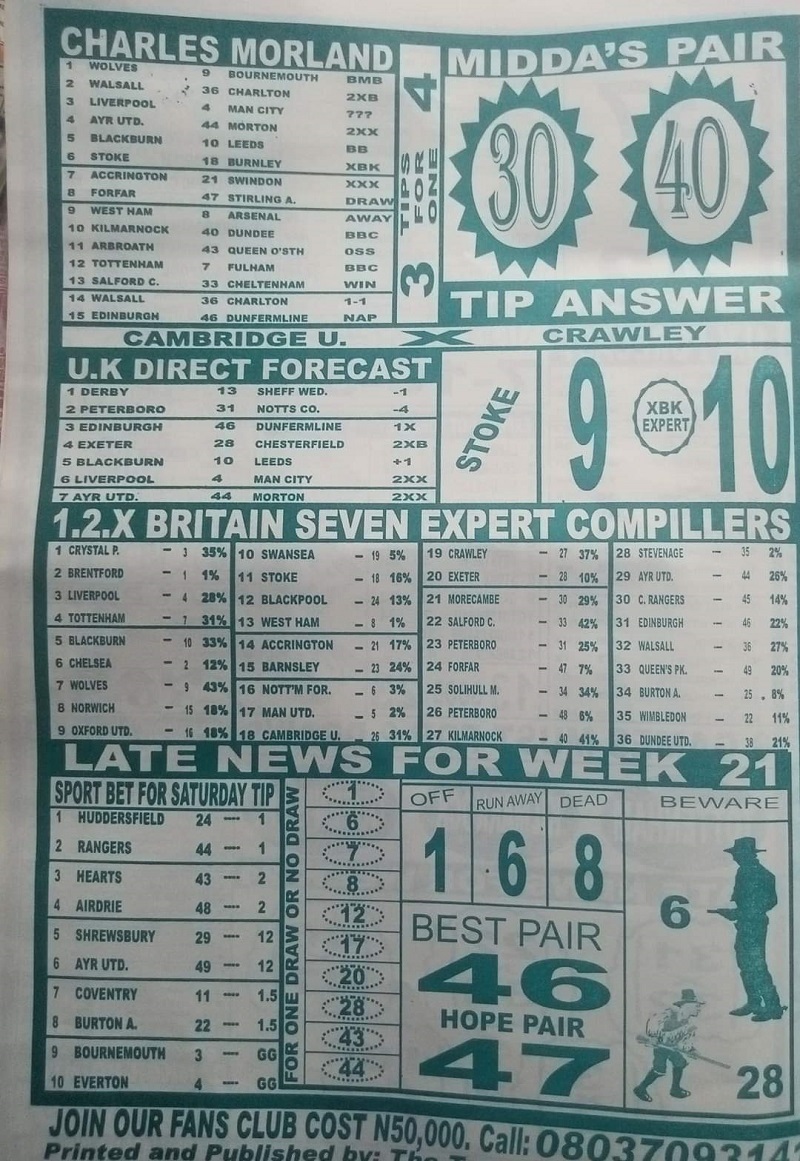 CHARLES MORLAND
1 WOLVES 9 BOURNEMOUTH BMB
2 WALSALL 36 CHARLTON 2XB
3 LIVERPOOL 4 MAN CITY ???
4 AYR UTD. 44 MORTON 2XX
5 BLACKBURN 10 LEEDS BB
6 STOKE 18 BURNLEY XBK
7 ACCRINGTON 21 SWINDON XXX
8 FORFAR 47 STIRLING A. DRAW
9 WEST HAM 8 ARSENAL AWAY
10 KILMARNOCK 40 DUNDEE BBC
11 ARBROATH 43 QUEEN O'STH OSS
12 TOTTENHAM 7 FULHAM BBC
13 SALFORD C. 33 CHELTENHAM WIN
14 WALSALL 36 CHARLTON 1-1
15 EDINBURGH 46 DUNFERMLINE NAP
3 TIPS FOR ONE 4
MIDDA'S PAIR
30 40
TIP ANSWER
CAMBRIDGE U. X CRAWLEY
U.K DIRECT FORECAST
1 DERBY 13 SHEFF WED. -1
2 PETERBORO 31 NOTTS CO. -4
3 EDINBURGH 46 DUNFERMLINE 1X
4 EXETER 28 CHESTERFIELD 2XB
5 BLACKBURN 10 LEEDS +1
6 LIVERPOOL 4 MAN CITY 2XX
7 AYR UTD. 44 MORTON 2XX
STOKE
9 XBK EXPERT 10
1.2.X BRITAIN SEVEN EXPERT COMPILLERS
1 CRYSTAL P. - 3 35%
2 BRENTFORD - 1 1%
3 LIVERPOOL - 4 28%
4 TOTTENHAM - 7 31%
5 BLACKBURN - 10 33%
6 CHELSEA - 2 12%
7 WOLVES - 9 43%
8 NORWICH - 15 18%
9 OXFORD UTD. - 16 18%
10 SWANSEA - 19 5%
11 STOKE - 18 16%
12 BLACKPOOL - 24 13%
13 WEST HAM - 8 1%
14 ACCRINGTON - 21 17%
15 BARNSLEY - 23 24%
16 NOTT'M FOR. - 6 3%
17 MAN UTD. - 5 2%
18 CAMBRIDGE U. - 26 31%
19 CRAWLEY - 27 37%
20 EXETER - 28 10%
21 MORECAMBE - 30 29%
22 SALFORD C. - 33 42%
23 PETERBORO - 31 25%
24 FORFAR - 47 7%
25 SOLIHULL M. - 34 34%
26 PETERBORO - 48 6%
27 KILMARNOCK - 40 41%
28 STEVENAGE - 35 2%
29 AYR UTD. - 44 26%
30 C. RANGERS - 45 14%
31 EDINBURGH - 46 22%
32 WALSALL - 36 27%
33 QUEEN'S PK. - 49 20%
34 BURTON A. - 25 8%
35 WIMBLEDON - 22 11%
36 DUNDEE UTD. - 38 21%
LATE NEWS FOR WEEK 21
SPORT BET FOR SATURDAY TIP
1 HUDDERSFIELD 24 --- 1
2 RANGERS 44 --- 1
3 HEARTS 43 --- 2
4 AIRDRIE 48 --- 2
5 SHREWSBURY 29 --- 12
6 AYR UTD. 49 --- 12
7 COVENTRY 11 --- 1.5
8 BURTON A. 22 --- 1.5
9 BOURNEMOUTH 3 --- GG
10 EVERTON 4 --- GG
FOR ONE DRAW OR NO DRAW
1
6
7
8
12
17
20
28
43
44
OFF RUN AWAY DEAD
1 6 8
BEST PAIR
46
HOPE PAIR
47
BEWARE
6
28
JOIN OUR FANS CLUB COST N50,000. Call: 0803709314
Printed and Published by: The